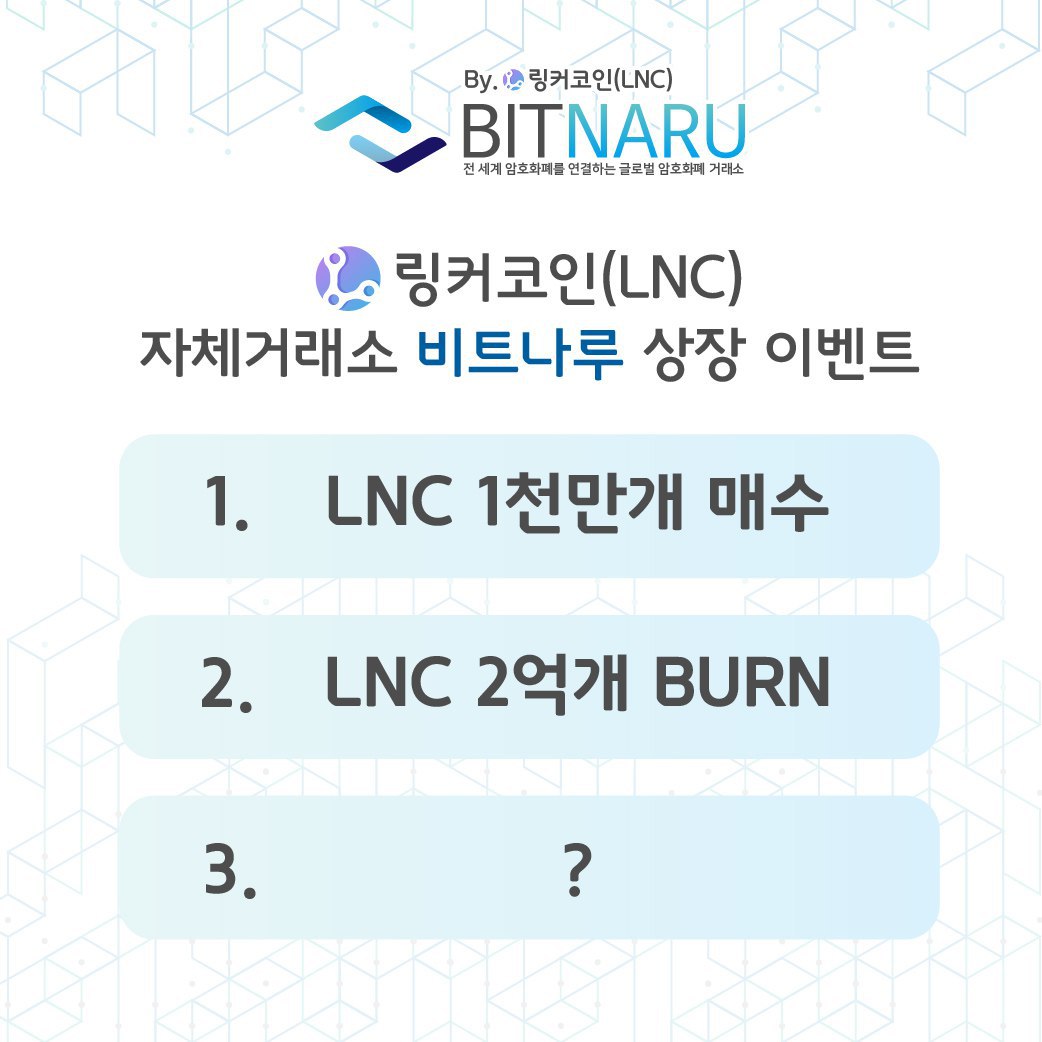 By. 링커코인(LNC)
BITNARU
전 세계 암호화폐를 연결하는 글로벌 암호화폐 거래소
링커코인(LNC)
자체거래소 비트나루 상장 이벤트
1. LNC 1천만개 매수
2. LNC 2억개 BURN
3. ?